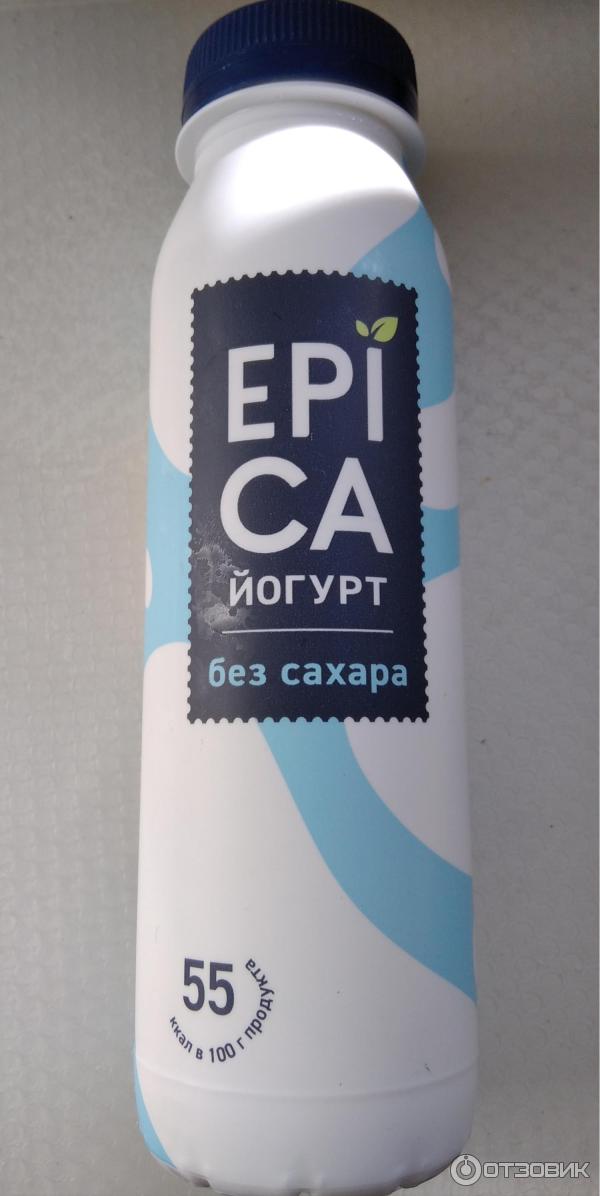 EPI
CA
йогурт
без сахара
55
ккал в 100 г продукта
ОТЗОВИК